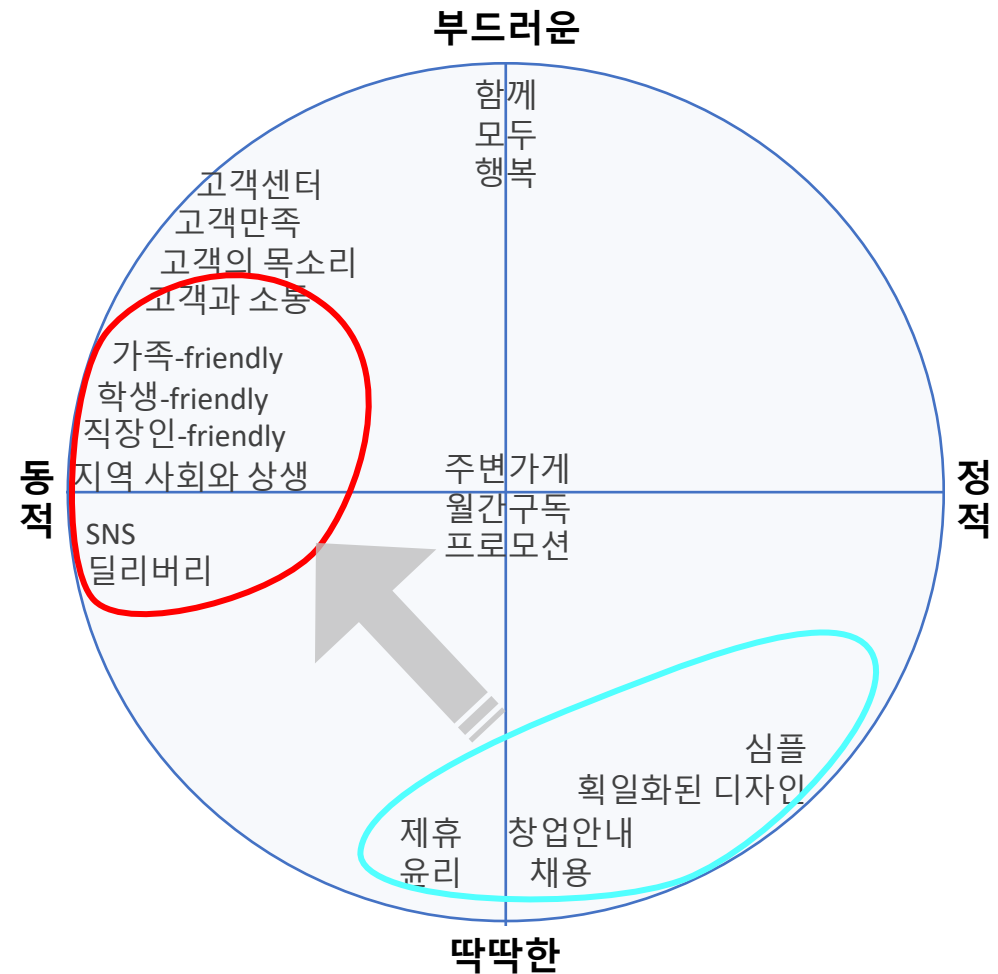 부드러운
함께
모두
행복
고객센터
고객만족
고객의 목소리
고객과 소통
가족-friendly
학생-friendly
직장인-friendly
지역 사회와 상생
동적
정적
주변가게
월간구독
프로모션
SNS
딜리버리
심플
획일화된 디자인
제휴
윤리
창업안내
채용
딱딱한